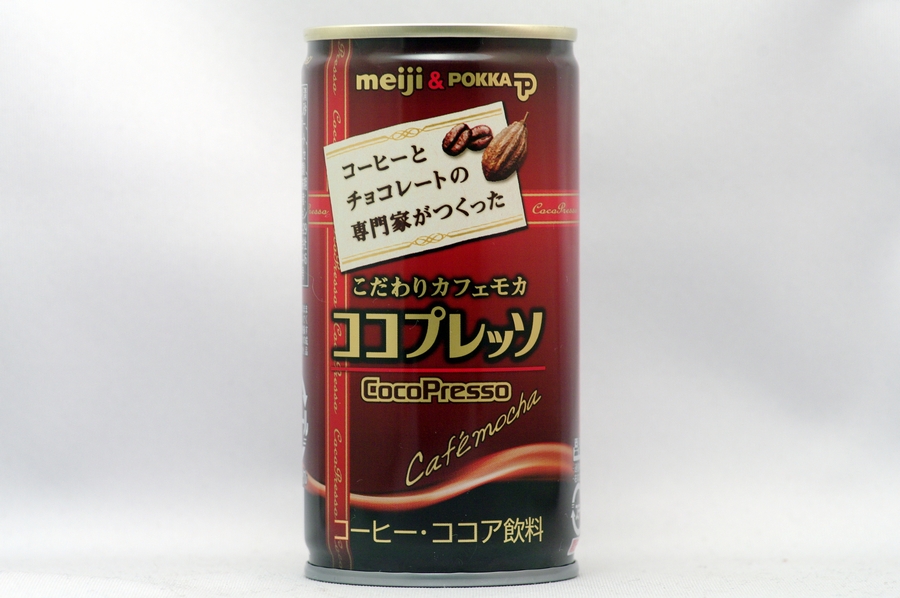 meiji & POKKA
コーヒーと
チョコレートの
専門家がつくった
こだわりカフェモカ
ココプレッソ
CocoPresso
Cafémocha
コーヒー・ココア飲料